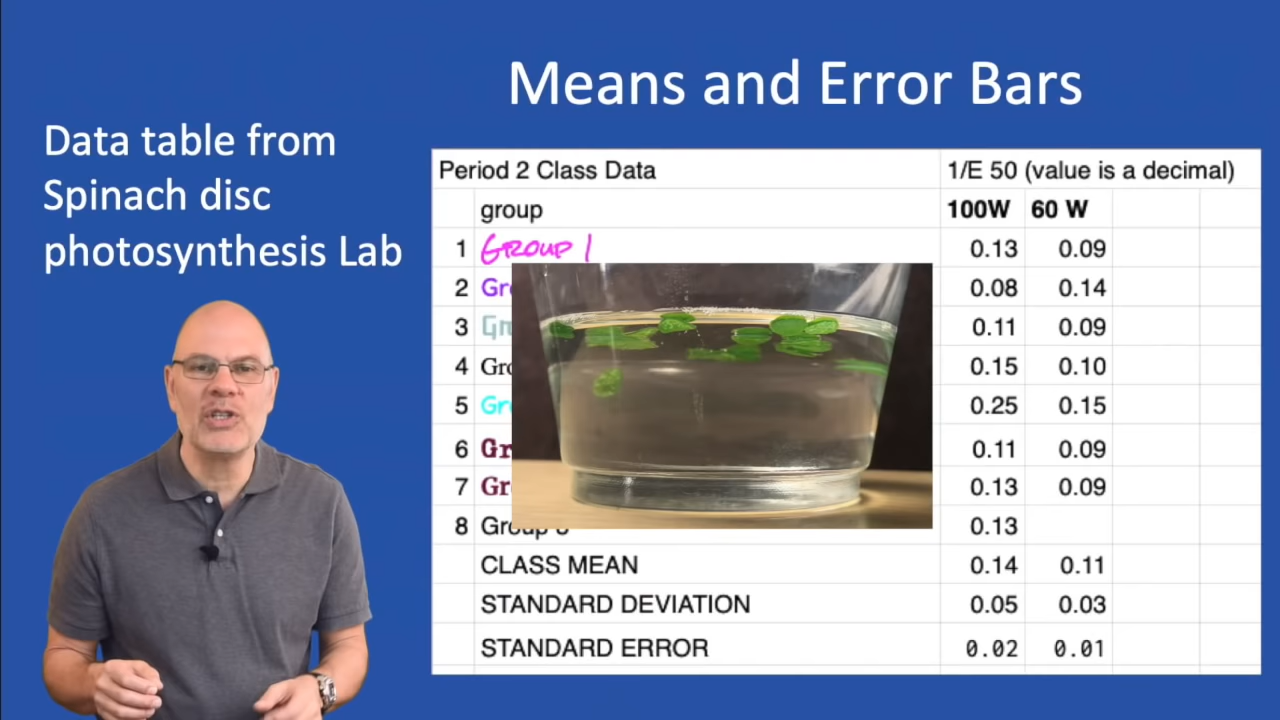 Means and Error Bars
Data table from
Spinach disc
photosynthesis Lab
Period 2 Class Data 1/E 50 (value is a decimal)
group 100W 60 W
1 GROUP 1 0.13 0.09
2 0.08 0.14
3 0.11 0.09
4 0.15 0.10
5 0.25 0.15
6 0.11 0.09
7 0.13 0.09
8 Group 8 0.13
CLASS MEAN 0.14 0.11
STANDARD DEVIATION 0.05 0.03
STANDARD ERROR 0.02 0.01